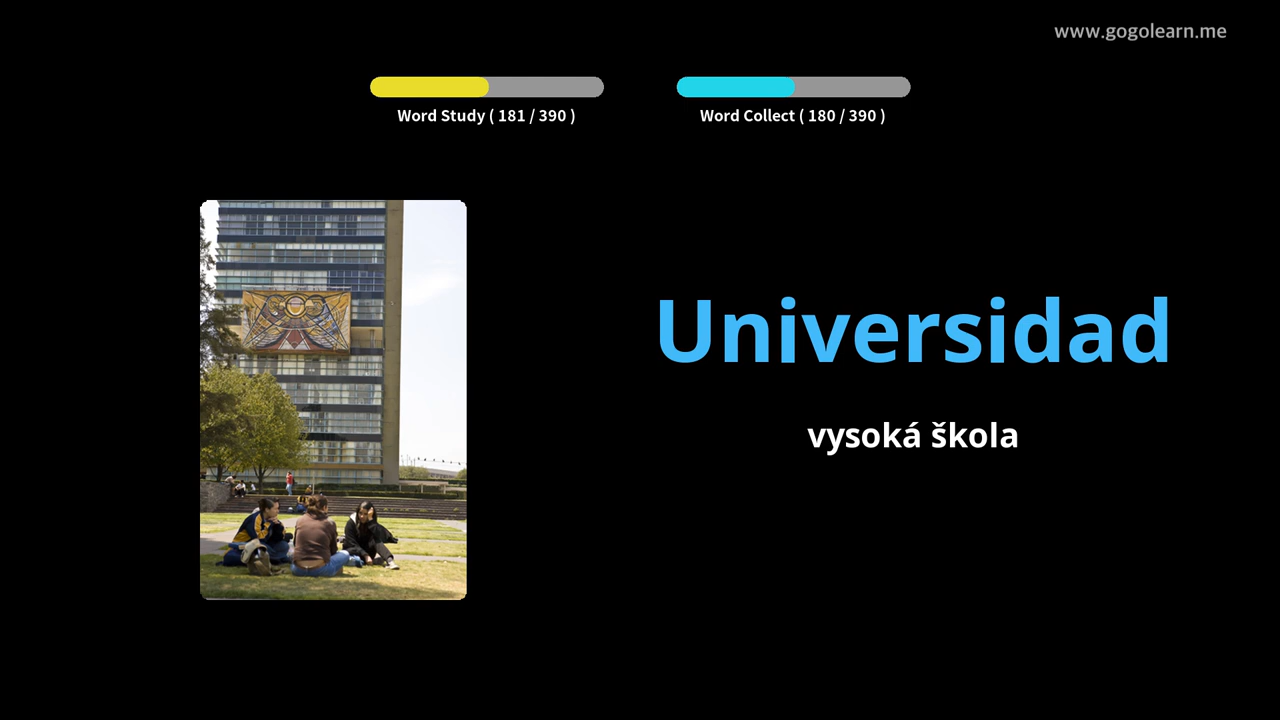 www.gogolearn.me
Word Study ( 181 / 390 )
Word Collect ( 180 / 390 )
Universidad
vysoká škola